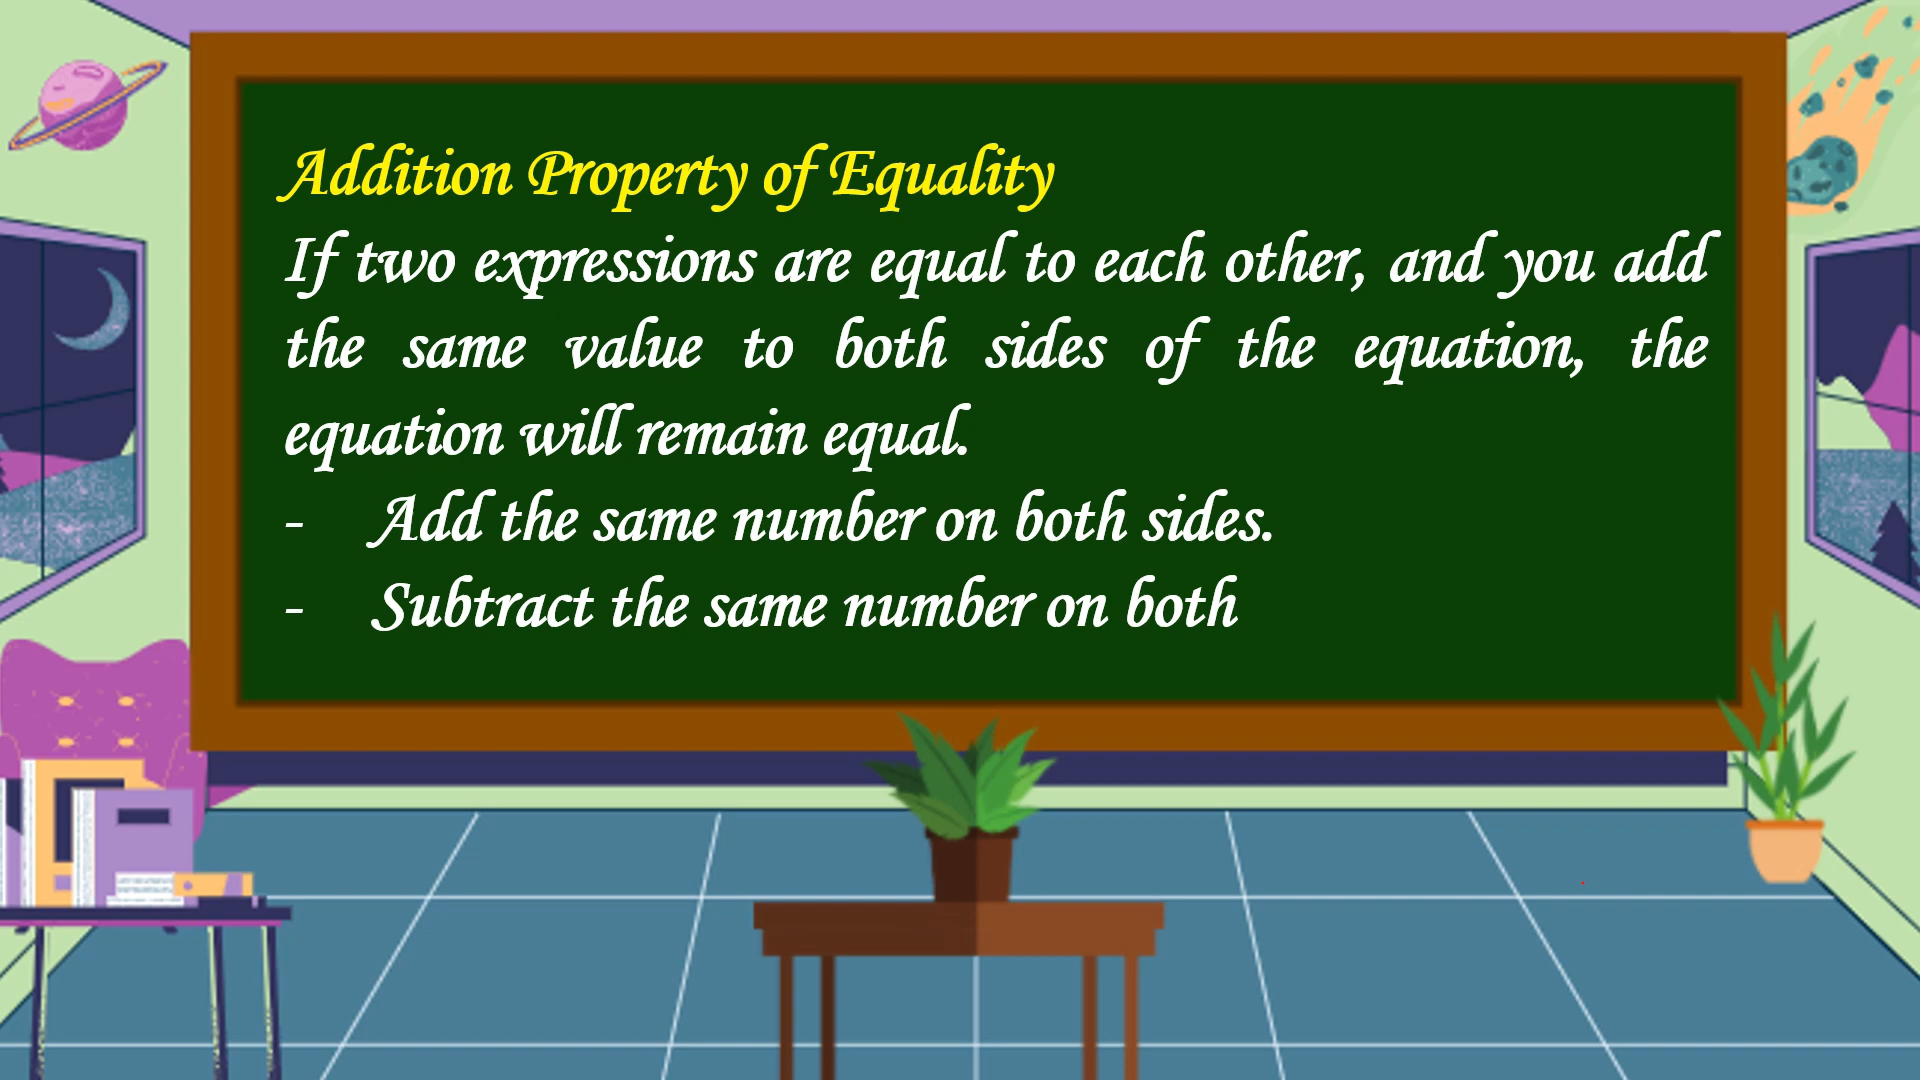 Addition Property of Equality
If two expressions are equal to each other, and you add
the same value to both sides of the equation, the
equation will remain equal.
- Add the same number on both sides.
- Subtract the same number on both